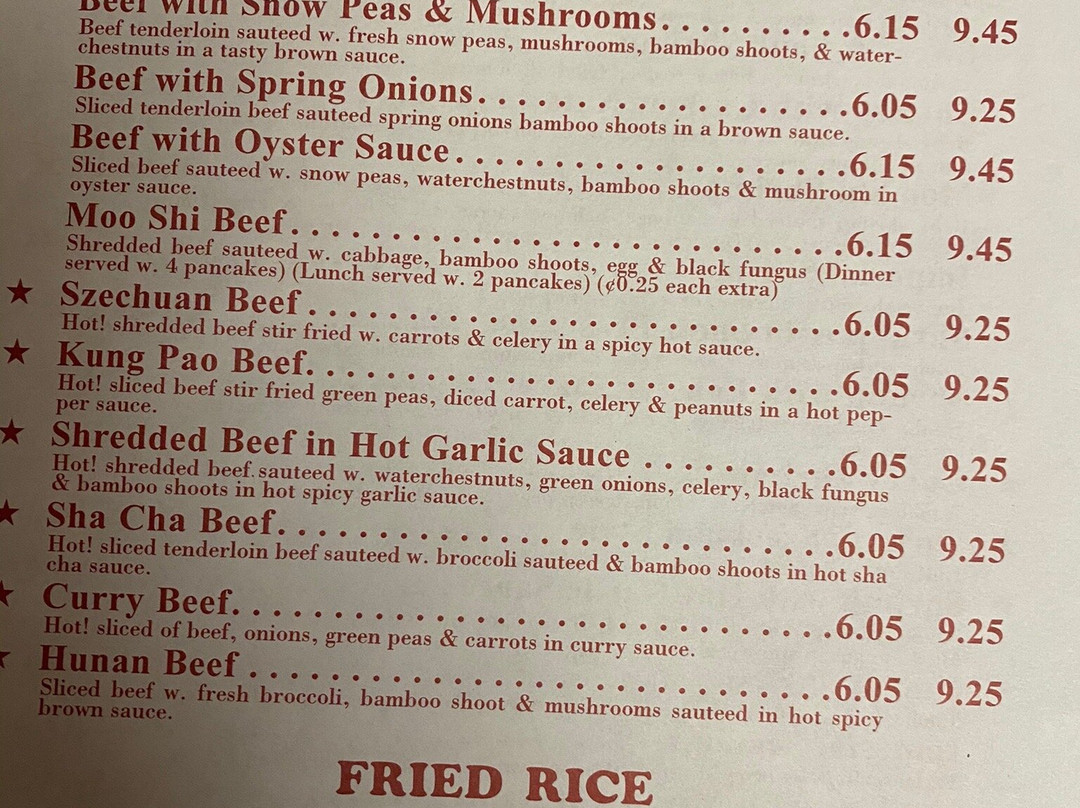 Beef with Snow Peas & Mushrooms..........6.15 9.45
Beef tenderloin sauteed w. fresh snow peas, mushrooms, bamboo shoots, & water-
chestnuts in a tasty brown sauce.
Beef with Spring Onions..................6.05 9.25
Sliced tenderloin beef sauteed spring onions bamboo shoots in a brown sauce.
Beef with Oyster Sauce...................6.15 9.45
Sliced beef sauteed w. snow peas, waterchestnuts, bamboo shoots & mushroom in
oyster sauce.
Moo Shi Beef...........................6.15 9.45
Shredded beef sauteed w. cabbage, bamboo shoots, egg & black fungus (Dinner
served w. 4 pancakes) (Lunch served w. 2 pancakes) (¢0.25 each extra)
★ Szechuan Beef..........................6.05 9.25
Hot! shredded beef stir fried w. carrots & celery in a spicy hot sauce.
★ Kung Pao Beef..........................6.05 9.25
Hot! sliced beef stir fried green peas, diced carrot, celery & peanuts in a hot pep-
per sauce.
★ Shredded Beef in Hot Garlic Sauce ..........6.05 9.25
Hot! shredded beef.sauteed w. waterchestnuts, green onions, celery, black fungus
& bamboo shoots in hot spicy garlic sauce.
★ Sha Cha Beef...........................6.05 9.25
Hot! sliced tenderloin beef sauteed w. broccoli sauteed & bamboo shoots in hot sha
cha sauce.
★ Curry Beef.............................6.05 9.25
Hot! sliced of beef, onions, green peas & carrots in curry sauce.
★ Hunan Beef ............................6.05 9.25
Sliced beef w. fresh broccoli, bamboo shoot & mushrooms sauteed in hot spicy
brown sauce.
FRIED RICE